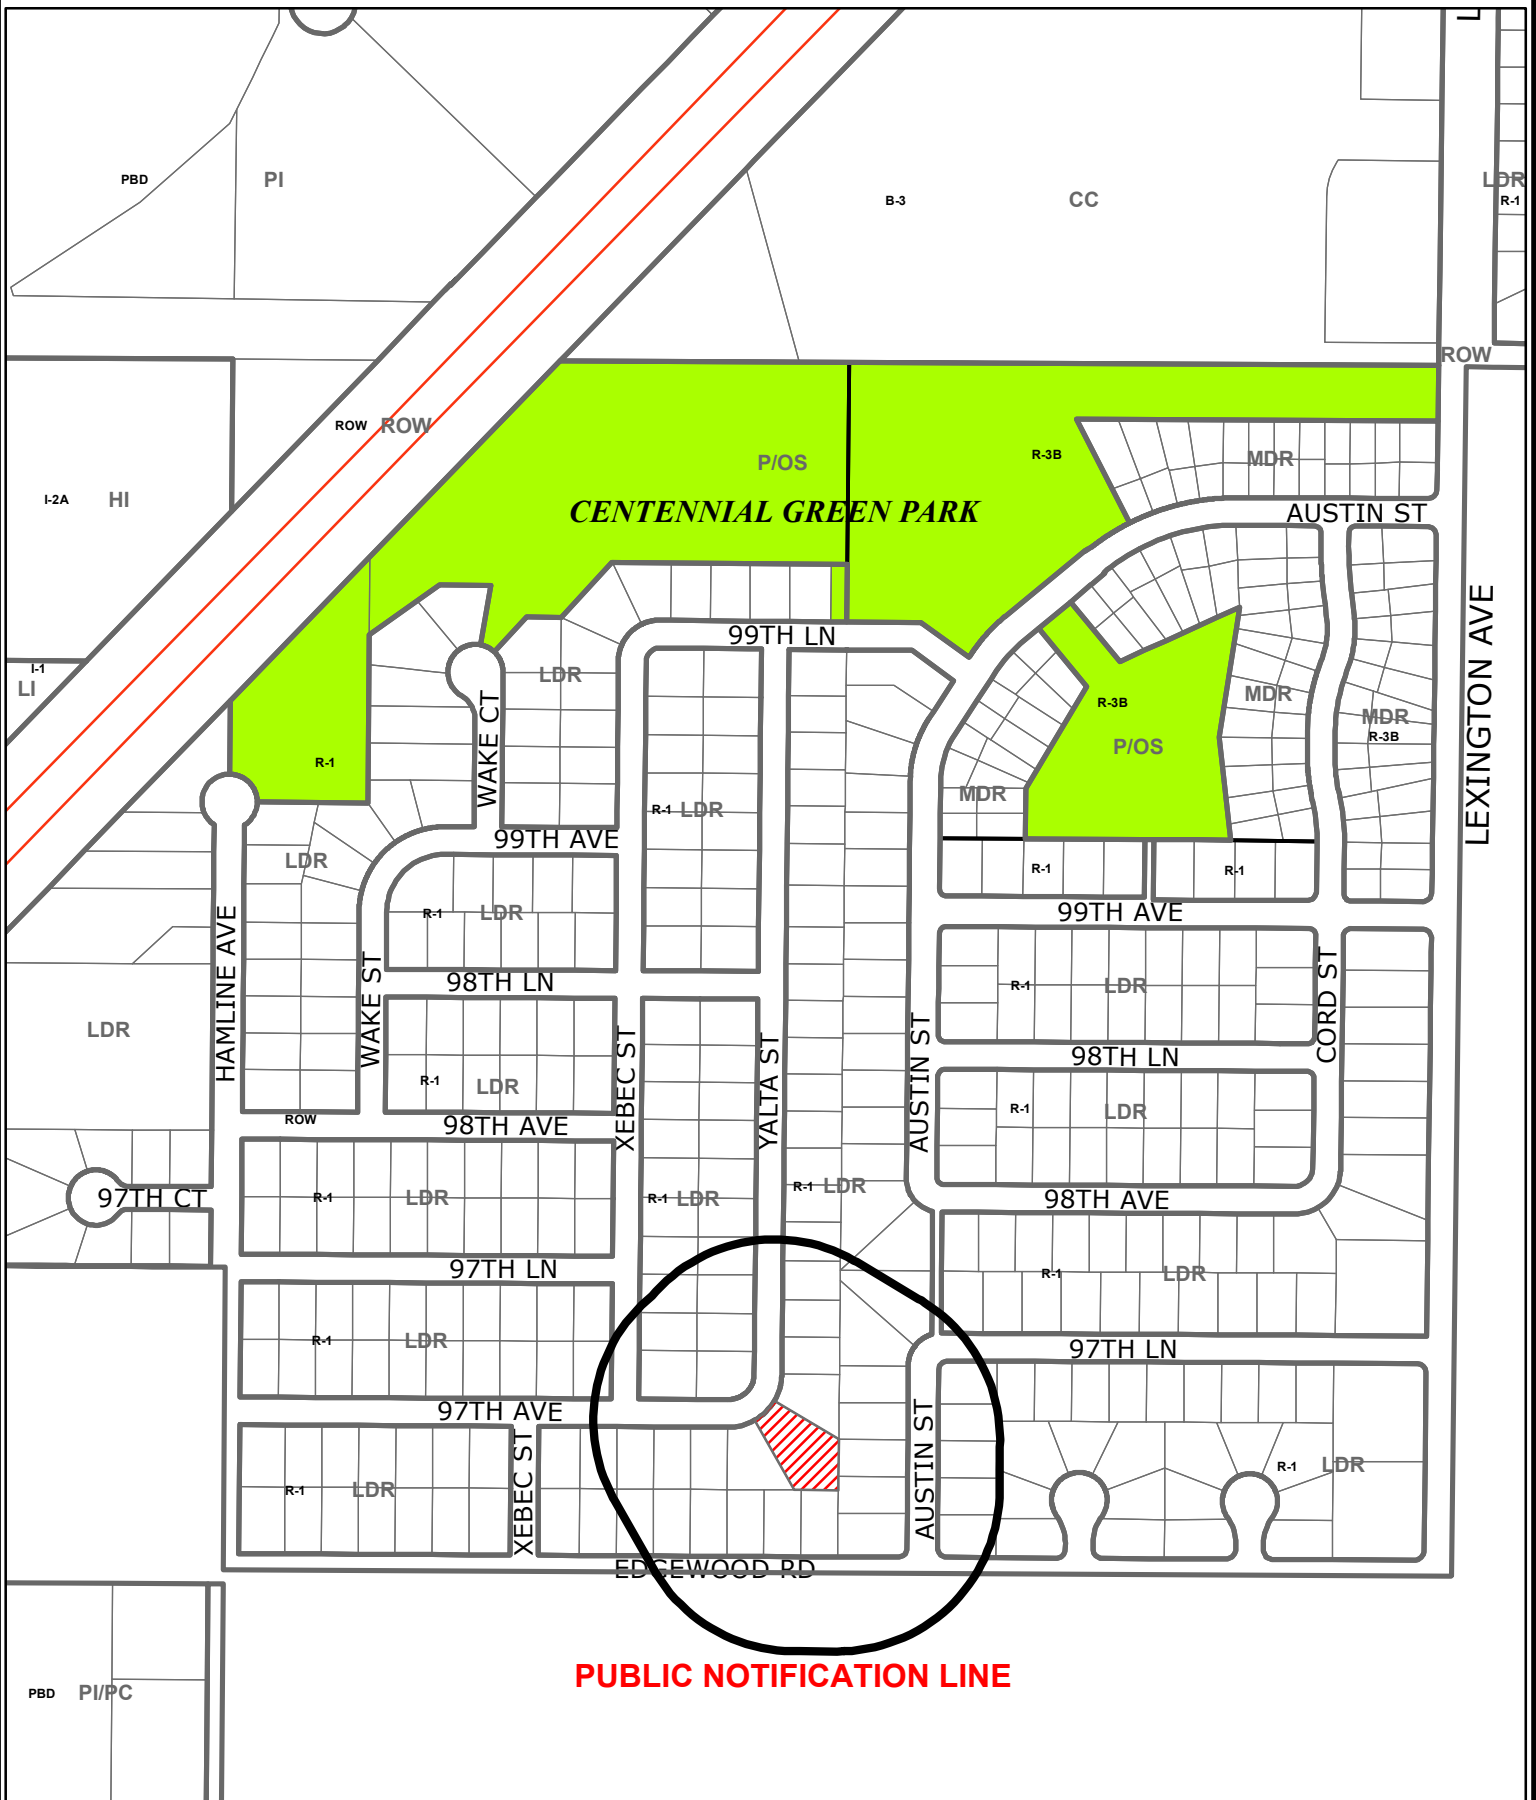 L
PBD
PI
LDR
R-1
B-3
CC
ROW
ROW
ROW
P/OS
R-3B
MDR
I-2A
HI
CENTENNIAL GREEN PARK
AUSTIN ST
99TH LN
I-1
LI
LDR
LEXINGTON AVE
R-3B
MDR
MDR
R-3B
P/OS
WAKE CT
R-1
MDR
R-1
LDR
99TH AVE
LDR
R-1
R-1
R-1
LDR
99TH AVE
HAMLINE AVE
WAKE ST
98TH LN
R-1
LDR
CORD ST
LDR
XEBEC ST
YALTA ST
AUSTIN ST
98TH LN
R-1
LDR
R-1
LDR
ROW
98TH AVE
97TH CT
R-1
LDR
R-1
LDR
R-1
LDR
98TH AVE
97TH LN
R-1
LDR
R-1
LDR
97TH LN
97TH AVE
XEBEC ST
AUSTIN ST
R-1
LDR
R-1
LDR
EDGEWOOD RD
PUBLIC NOTIFICATION LINE
PBD
PI/PC